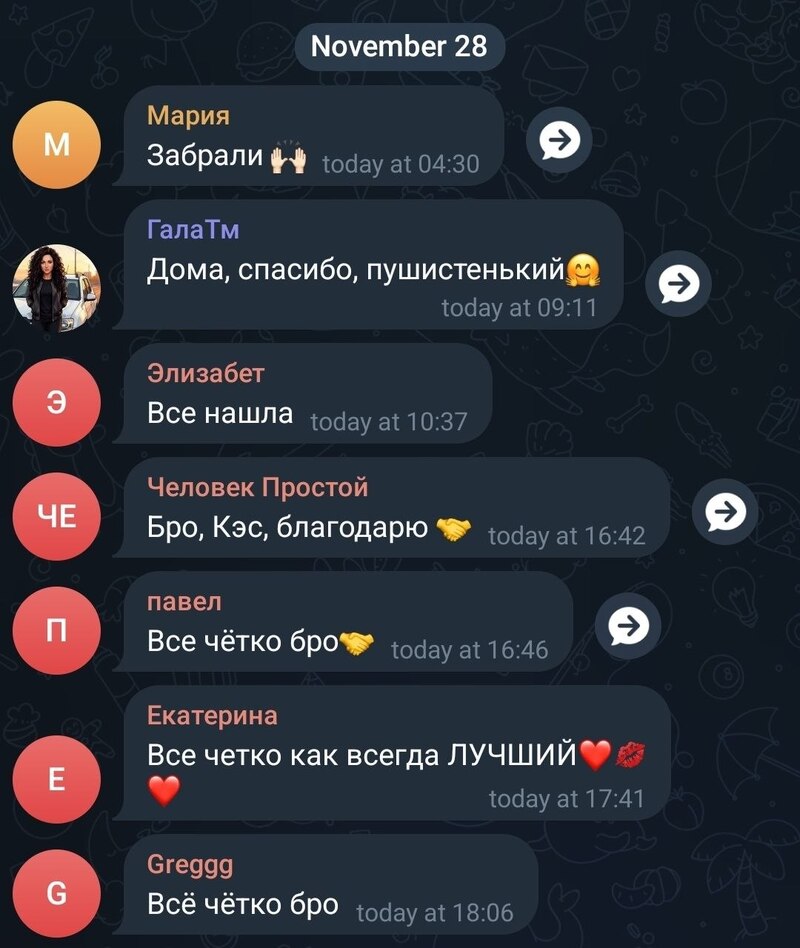 November 28
М
Мария
Забрали 🙌🏻 today at 04:30
ГалаТм
Дома, спасибо, пушистенький🤗
today at 09:11
Э
Элизабет
Все нашла today at 10:37
ЧЕ
Человек Простой
Бро, Кэс, благодарю 🤝 today at 16:42
П
павел
Все чётко бро🤝 today at 16:46
Е
Екатерина
Все четко как всегда ЛУЧШИЙ❤️💋
❤️ today at 17:41
G
Greggg
Всё чётко бро today at 18:06